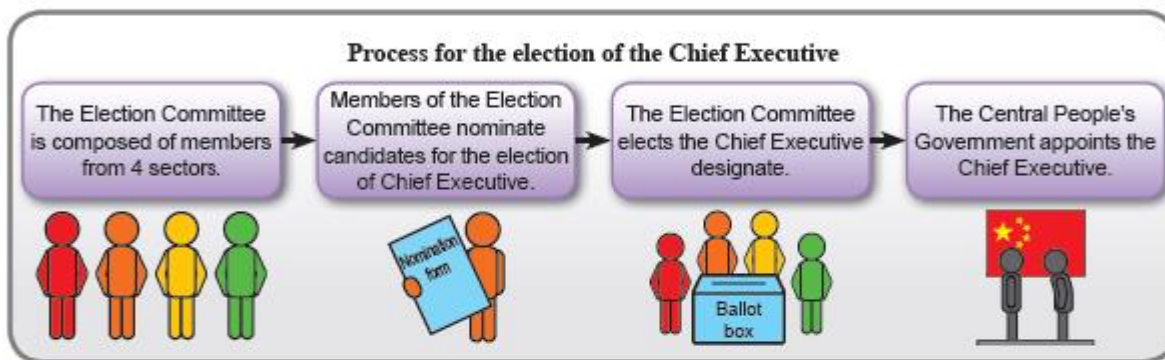 Process for the election of the Chief Executive
The Election Committee
is composed of members
from 4 sectors.
Members of the Election
Committee nominate
candidates for the election
of Chief Executive.
The Election Committee
elects the Chief Executive
designate.
The Central People's
Government appoints the
Chief Executive.
Nomination
form
Ballot
box